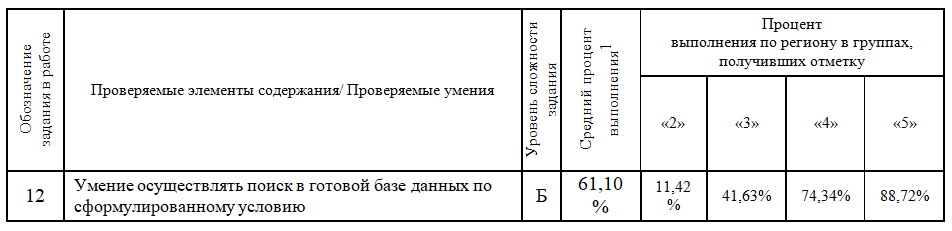 Обозначение
задания в работе
Проверяемые элементы содержания/ Проверяемые умения
Уровень сложности
задания
Средний процент
выполнения1
Процент
выполнения по региону в группах,
получивших отметку
«2»
«3»
«4»
«5»
12
Умение осуществлять поиск в готовой базе данных по
сформулированному условию
Б
61,10
%
11,42
%
41,63%
74,34%
88,72%